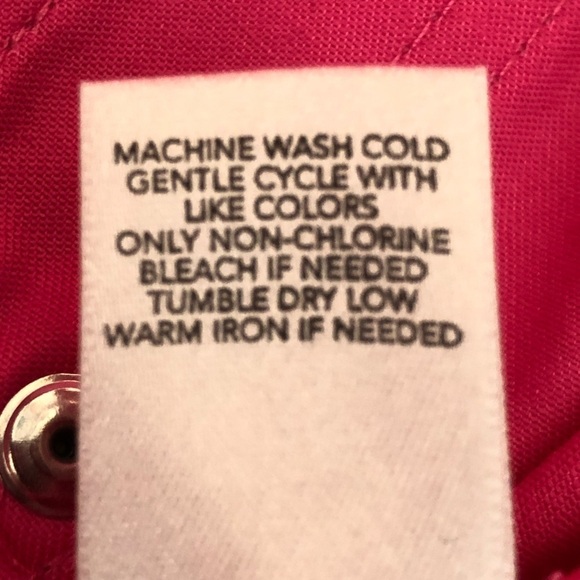 MACHINE WASH COLD
GENTLE CYCLE WITH
LIKE COLORS
ONLY NON-CHLORINE
BLEACH IF NEEDED
TUMBLE DRY LOW
WARM IRON IF NEEDED